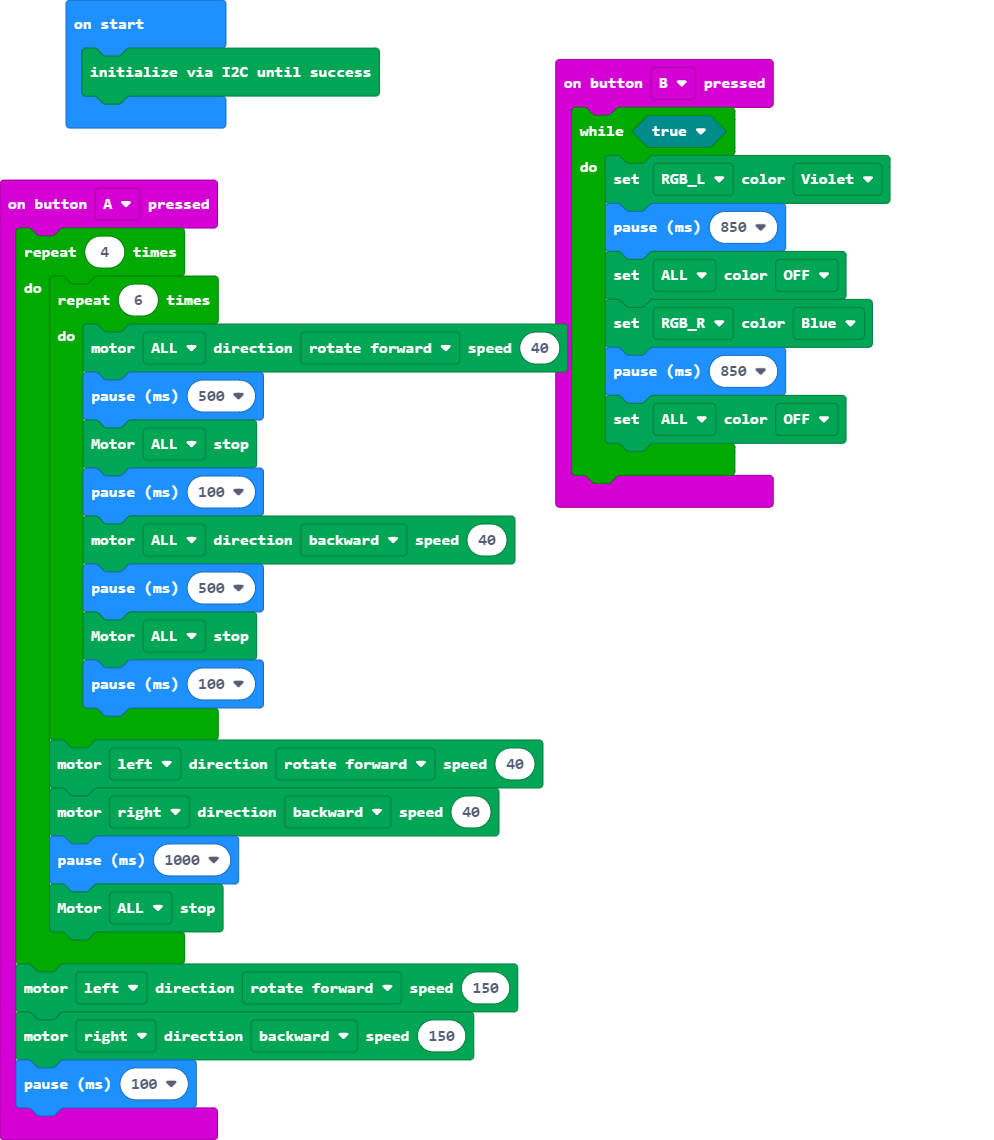 on start
initialize via I2C until success
on button A pressed
repeat 4 times
do
repeat 6 times
do
motor ALL direction rotate forward speed 40
pause (ms) 500
Motor ALL stop
pause (ms) 100
motor ALL direction backward speed 40
pause (ms) 500
Motor ALL stop
pause (ms) 100
motor left direction rotate forward speed 40
motor right direction backward speed 40
pause (ms) 1000
Motor ALL stop
motor left direction rotate forward speed 150
motor right direction backward speed 150
pause (ms) 100
on button B pressed
while true
do
set RGB_L color Violet
pause (ms) 850
set ALL color OFF
set RGB_R color Blue
pause (ms) 850
set ALL color OFF